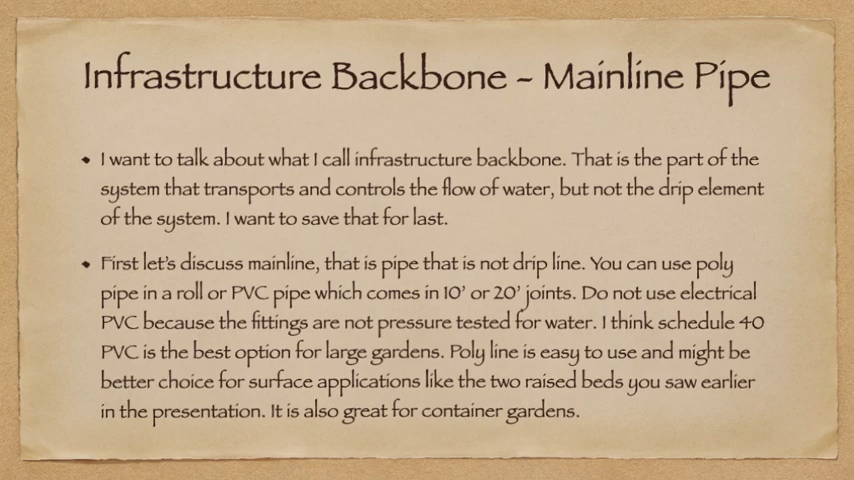 Infrastructure Backbone - Mainline Pipe
• I want to talk about what I call infrastructure backbone. That is the part of the
system that transports and controls the flow of water, but not the drip element
of the system. I want to save that for last.
• First let's discuss mainline, that is pipe that is not drip line. You can use poly
pipe in a roll or PVC pipe which comes in 10' or 20' joints. Do not use electrical
PVC because the fittings are not pressure tested for water. I think schedule 40
PVC is the best option for large gardens. Poly line is easy to use and might be
better choice for surface applications like the two raised beds you saw earlier
in the presentation. It is also great for container gardens.